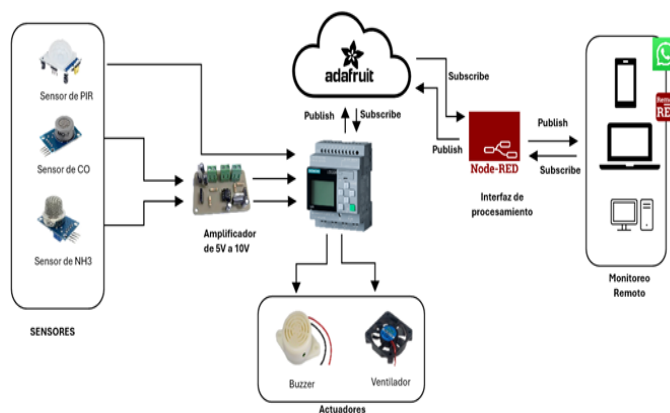 Sensor de PIR
Sensor de CO
Sensor de NH3
SENSORES
Amplificador
de 5V a 10V
adafruit
Publish
Subscribe
Subscribe
Publish
Node-RED
Interfaz de
procesamiento
Publish
Subscribe
Monitoreo
Remoto
Buzzer
Ventilador
Actuadores